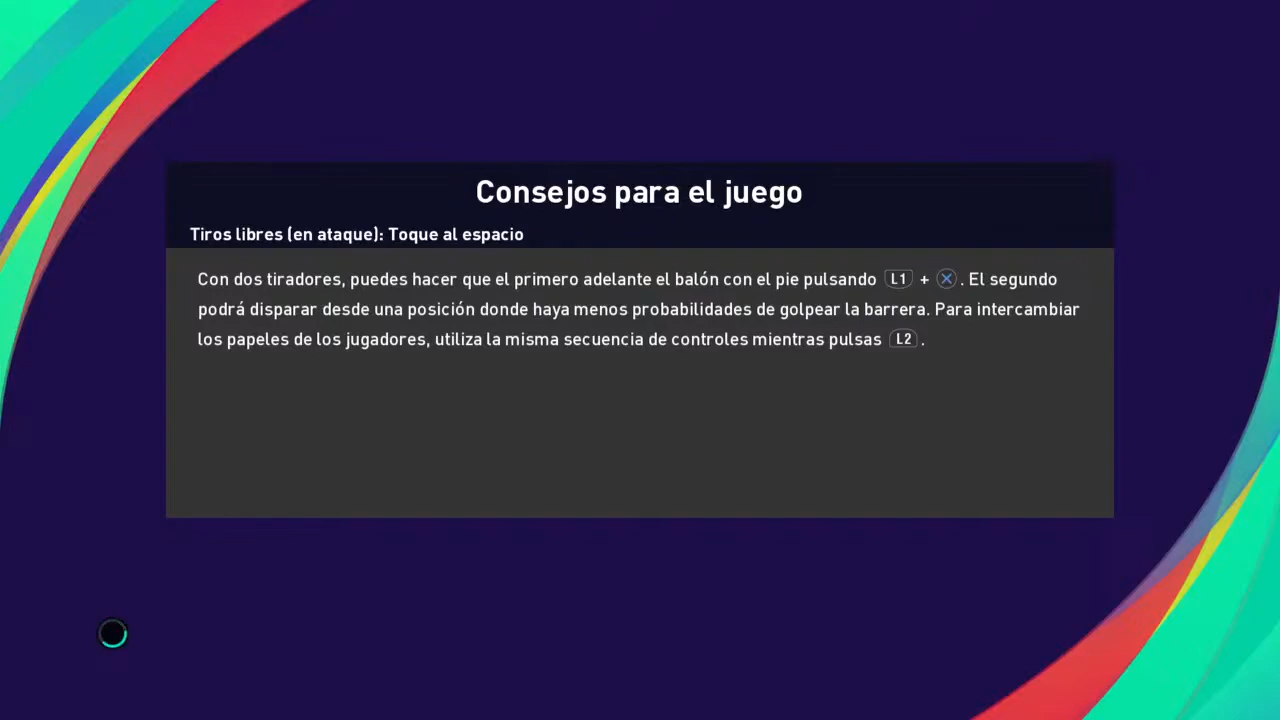 Consejos para el juego
Tiros libres (en ataque): Toque al espacio
Con dos tiradores, puedes hacer que el primero adelante el balón con el pie pulsando L1 + ✕. El segundo
podrá disparar desde una posición donde haya menos probabilidades de golpear la barrera. Para intercambiar
los papeles de los jugadores, utiliza la misma secuencia de controles mientras pulsas L2.